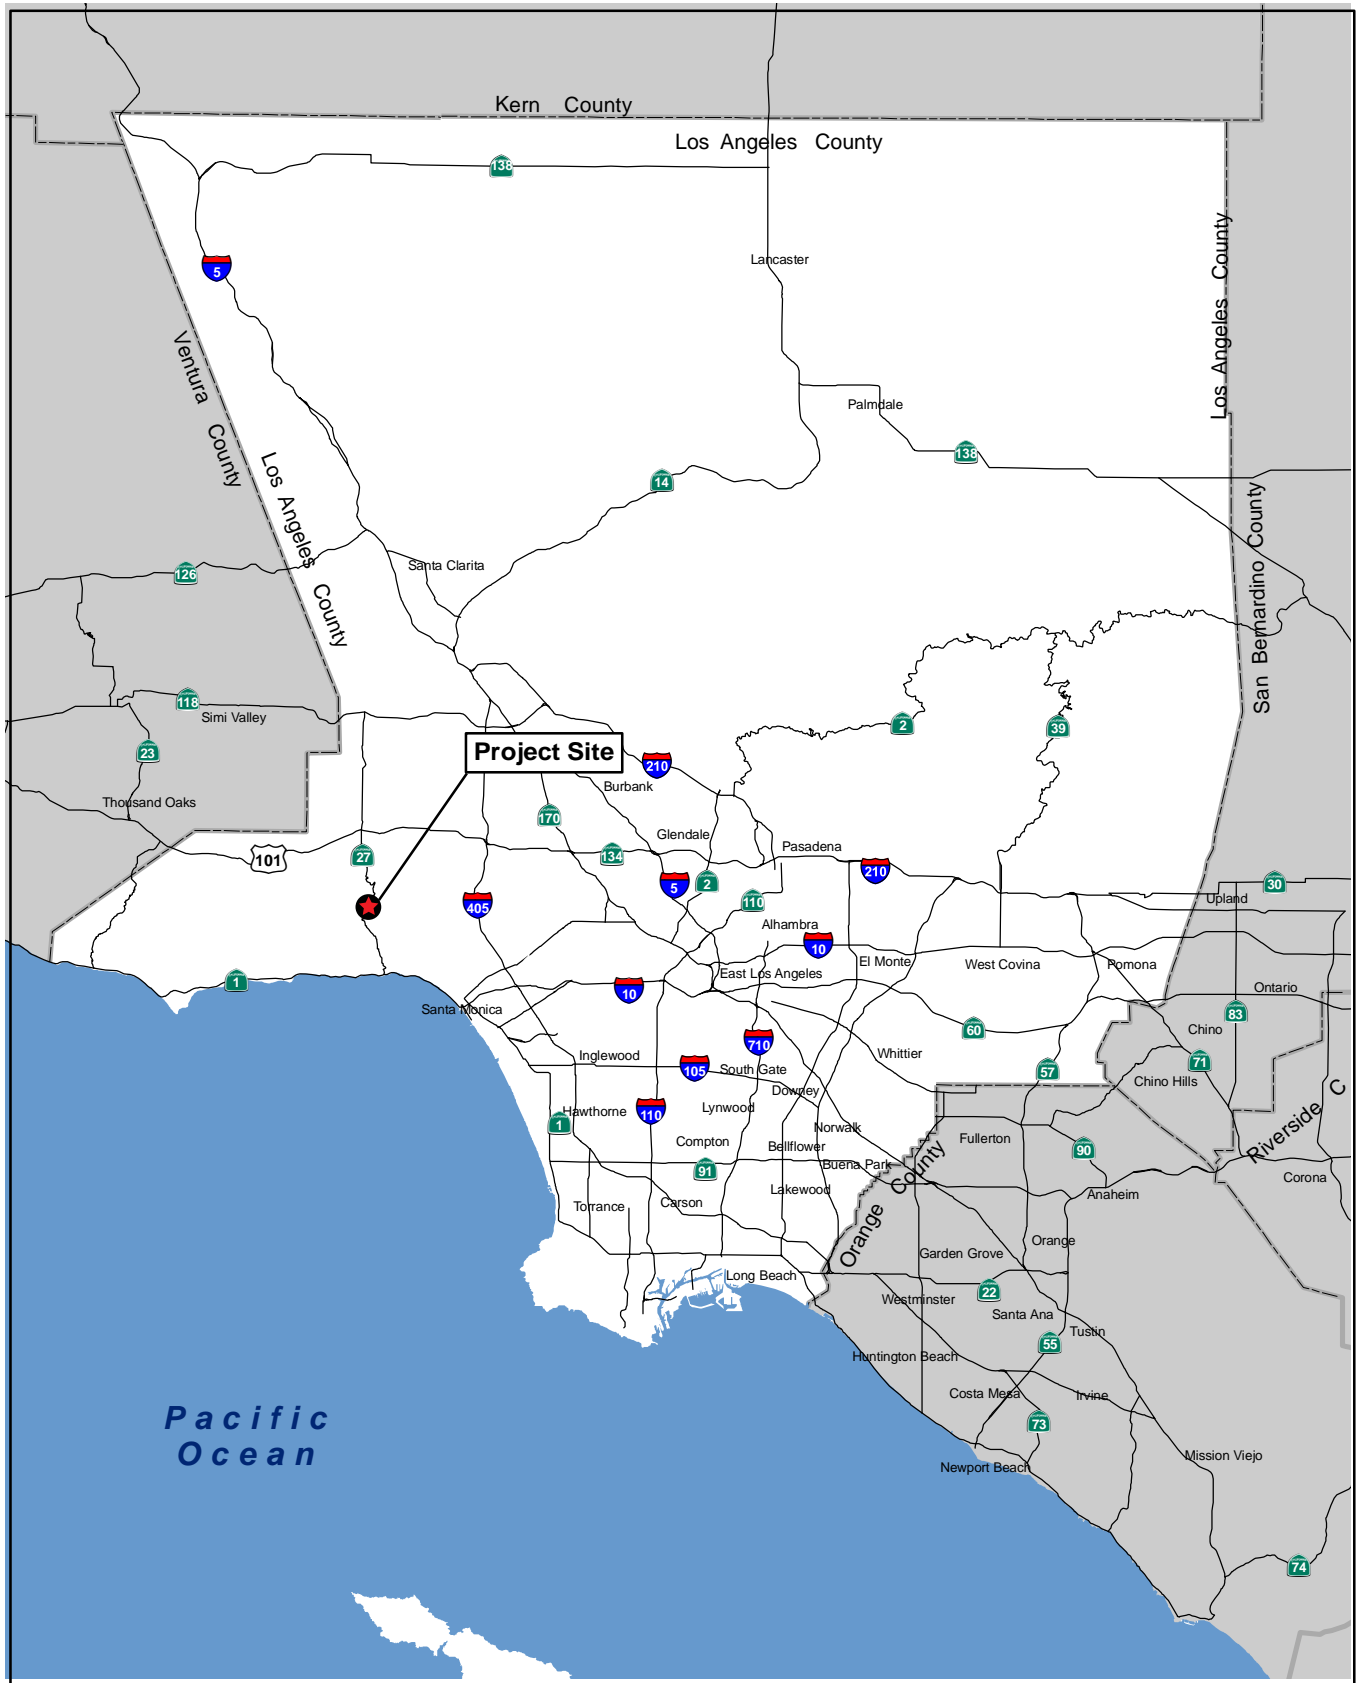 Kern County
Los Angeles County
138
Los Angeles County
Lancaster
5
Ventura County
Palmdale
138
Los Angeles County
14
San Bernardino County
Santa Clarita
126
118
Simi Valley
2
39
23
Project Site
210
Burbank
Thousand Oaks
170
Glendale
Pasadena
101
27
134
210
5
2
30
405
110
Upland
Alhambra
10
El Monte
West Covina
Pomona
East Los Angeles
1
10
Ontario
Santa Monica
83
60
Chino
710
Whittier
Inglewood
71
105
South Gate
57
Chino Hills
Downey
Hawthorne
110
Lynwood
1
Norwalk
Riverside C
Compton
Bellflower
Fullerton
90
91
Buena Park
Corona
Lakewood
Anaheim
Torrance
Carson
Orange County
Orange
Garden Grove
Long Beach
22
Westminster
Santa Ana
Tustin
55
Huntington Beach
Costa Mesa
Irvine
Pacific
73
Ocean
Mission Viejo
Newport Beach
74